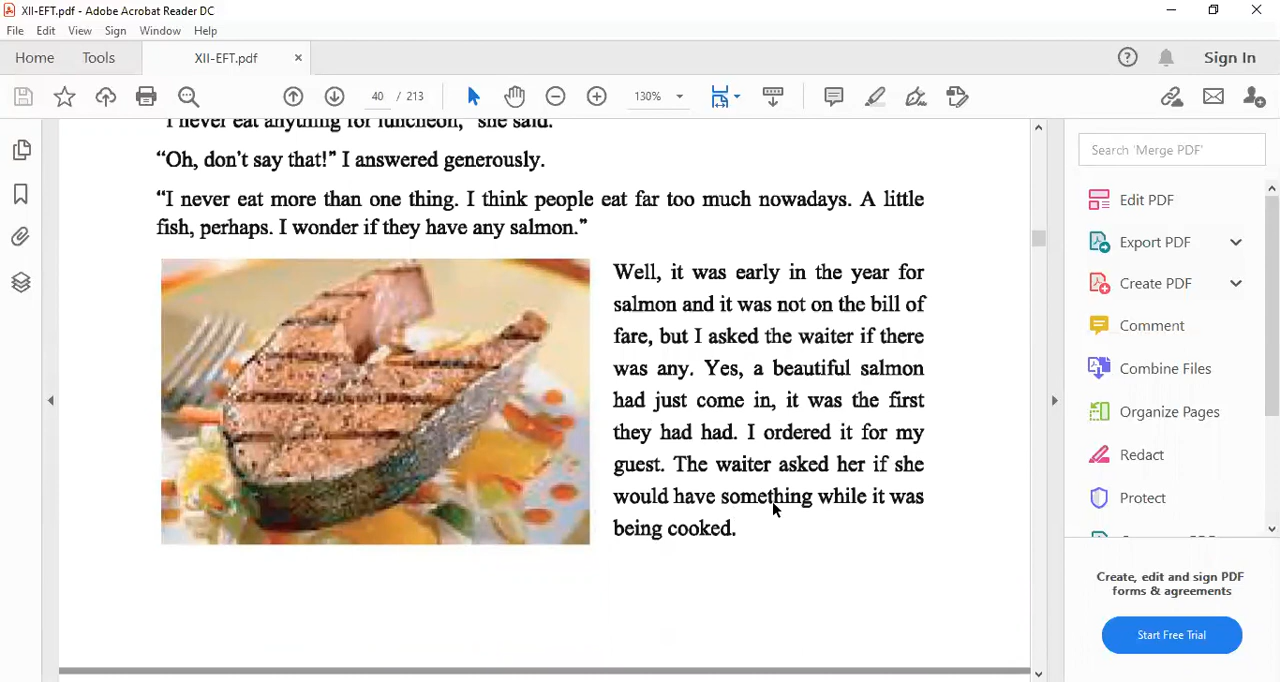 XII-EFT.pdf - Adobe Acrobat Reader DC
File Edit View Sign Window Help
Home Tools XII-EFT.pdf × Sign In
40 / 213 130%
"I never eat anything for luncheon," she said.
“Oh, don’t say that!” I answered generously.
“I never eat more than one thing. I think people eat far too much nowadays. A little
fish, perhaps. I wonder if they have any salmon.”
Well, it was early in the year for
salmon and it was not on the bill of
fare, but I asked the waiter if there
was any. Yes, a beautiful salmon
had just come in, it was the first
they had had. I ordered it for my
guest. The waiter asked her if she
would have something while it was
being cooked.
Search 'Merge PDF'
Edit PDF
Export PDF
Create PDF
Comment
Combine Files
Organize Pages
Redact
Protect
Create, edit and sign PDF
forms & agreements
Start Free Trial